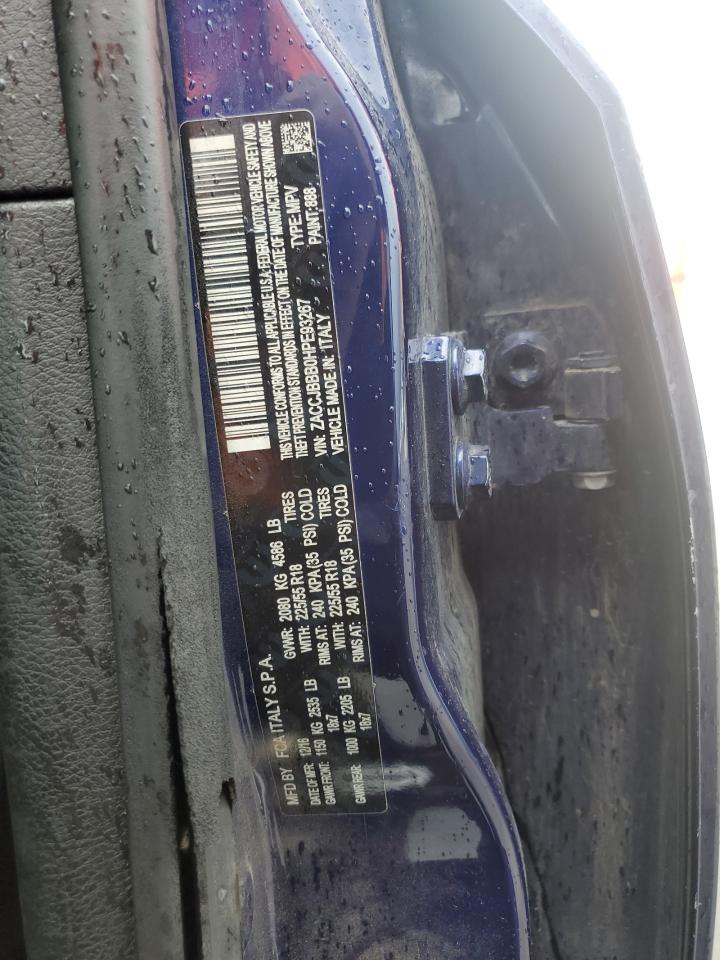 MFD BY FCA ITALY S.P.A.
DATE OF MFR: 12/16 GVWR: 2080 KG 4586 LB
GAWR FRONT: 1150 KG 2535 LB WITH: 225/55 R18 TIRES
18x7 RIMS AT: 240 KPA(35 PSI) COLD
GAWR REAR: 1000 KG 2205 LB WITH: 225/55 R18 TIRES
18x7 RIMS AT: 240 KPA(35 PSI) COLD
THIS VEHICLE CONFORMS TO ALL APPLICABLE U.S.A. FEDERAL MOTOR VEHICLE SAFETY AND
THEFT PREVENTION STANDARDS IN EFFECT ON THE DATE OF MANUFACTURE SHOWN ABOVE
VIN: ZACCJBBB0HPE93267 TYPE: MPV
VEHICLE MADE IN: ITALY PAINT: 888